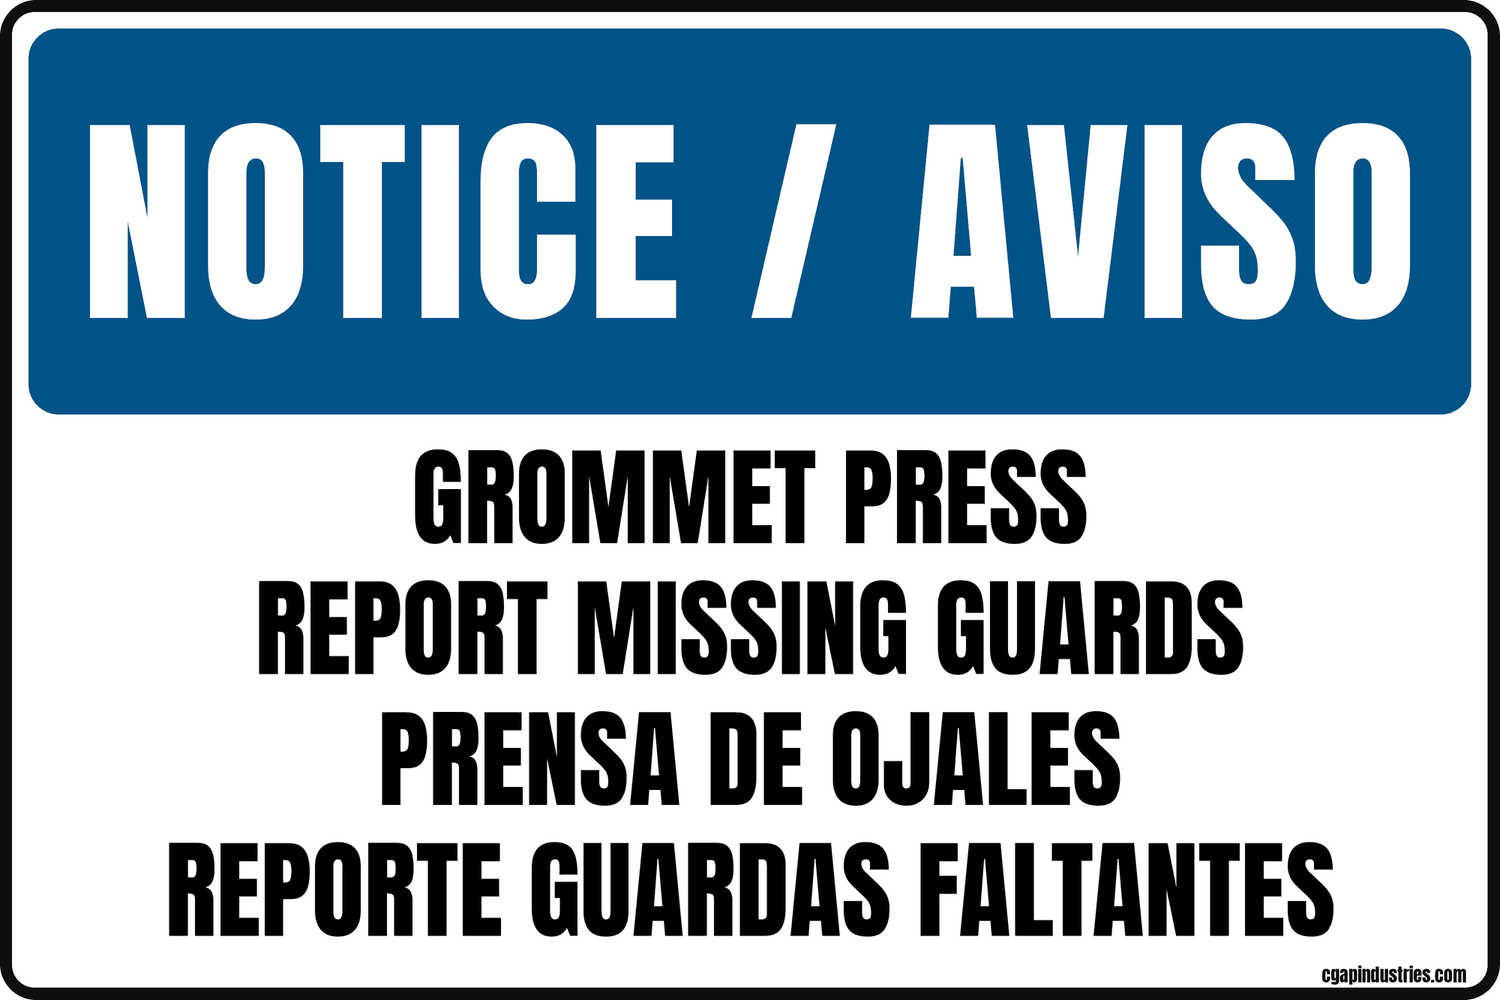 NOTICE / AVISO
GROMMET PRESS
REPORT MISSING GUARDS
PRENSA DE OJALES
REPORTE GUARDAS FALTANTES
cgapindustries.com